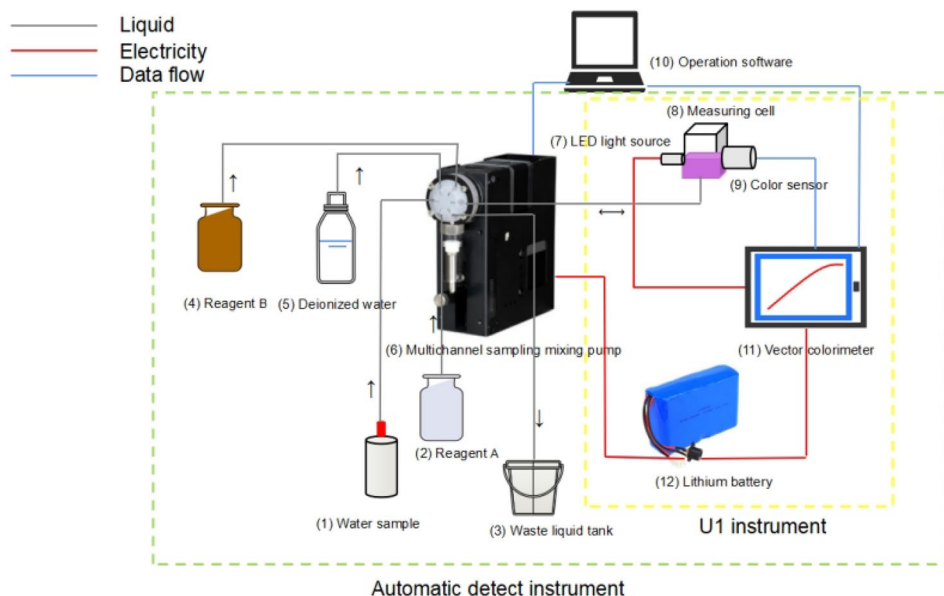 Liquid
Electricity
Data flow
(10) Operation software
(8) Measuring cell
(7) LED light source
(9) Color sensor
(4) Reagent B
(5) Deionized water
(6) Multichannel sampling mixing pump
(11) Vector colorimeter
(2) Reagent A
(12) Lithium battery
(1) Water sample
(3) Waste liquid tank
U1 instrument
Automatic detect instrument